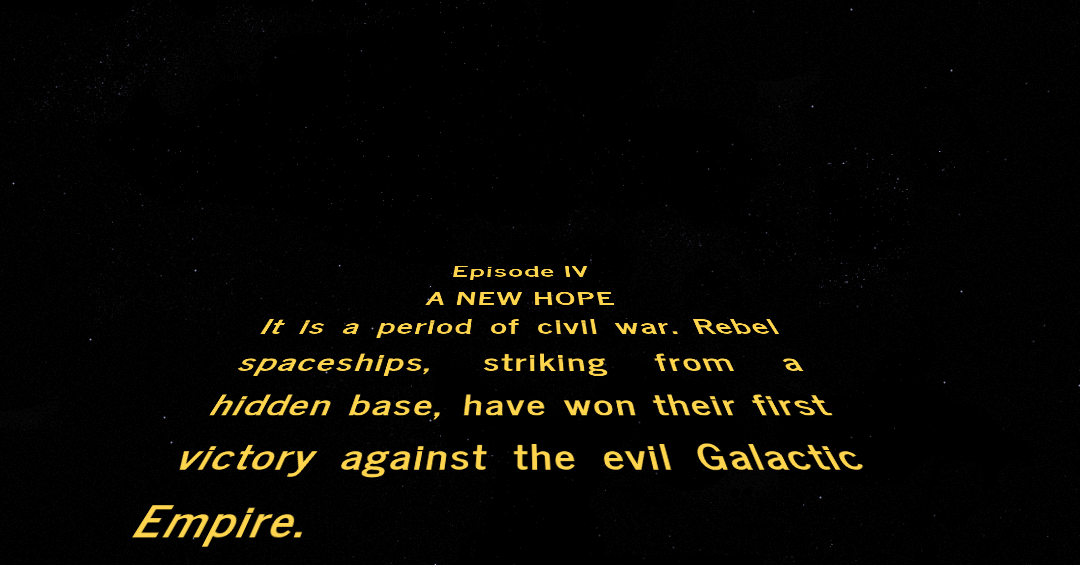 Episode IV
A NEW HOPE
It is a period of civil war. Rebel
spaceships, striking from a
hidden base, have won their first
victory against the evil Galactic
Empire.